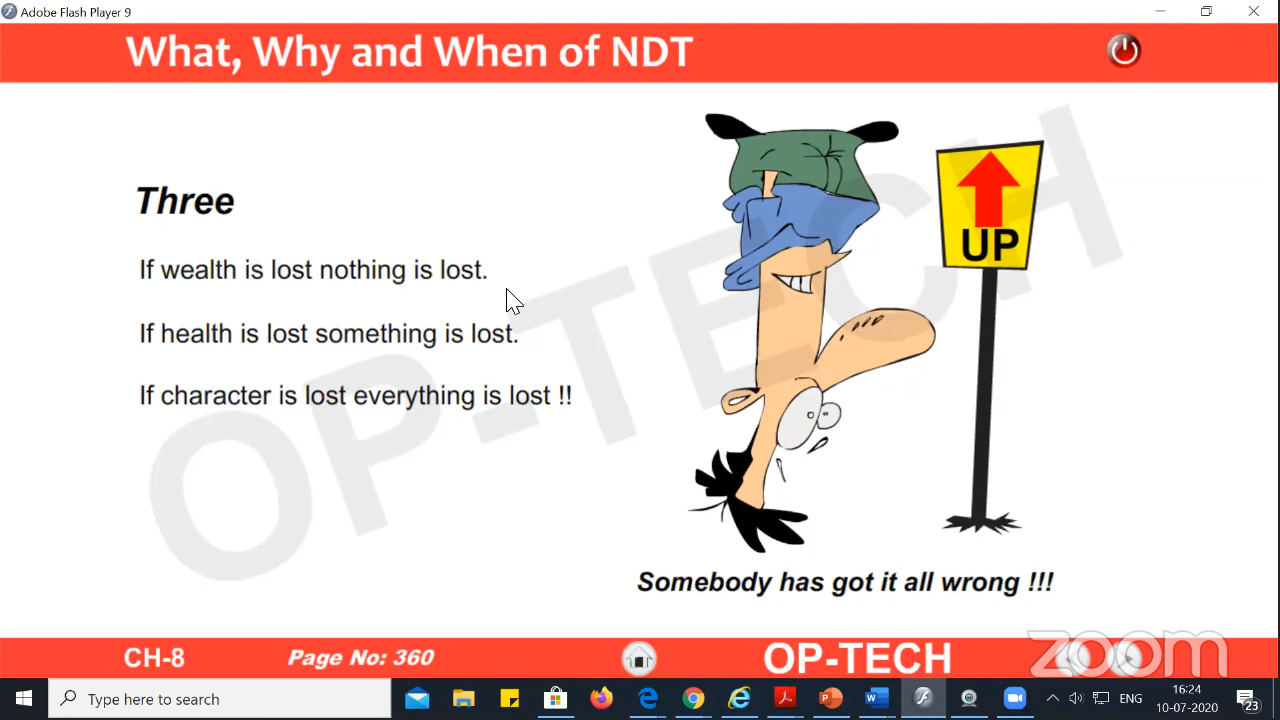 Adobe Flash Player 9
What, Why and When of NDT
Three
If wealth is lost nothing is lost.
If health is lost something is lost.
If character is lost everything is lost !!
UP
OP-TECH
Somebody has got it all wrong !!!
CH-8
Page No: 360
OP-TECH
zoom
Type here to search
ENG
16:24
10-07-2020
23